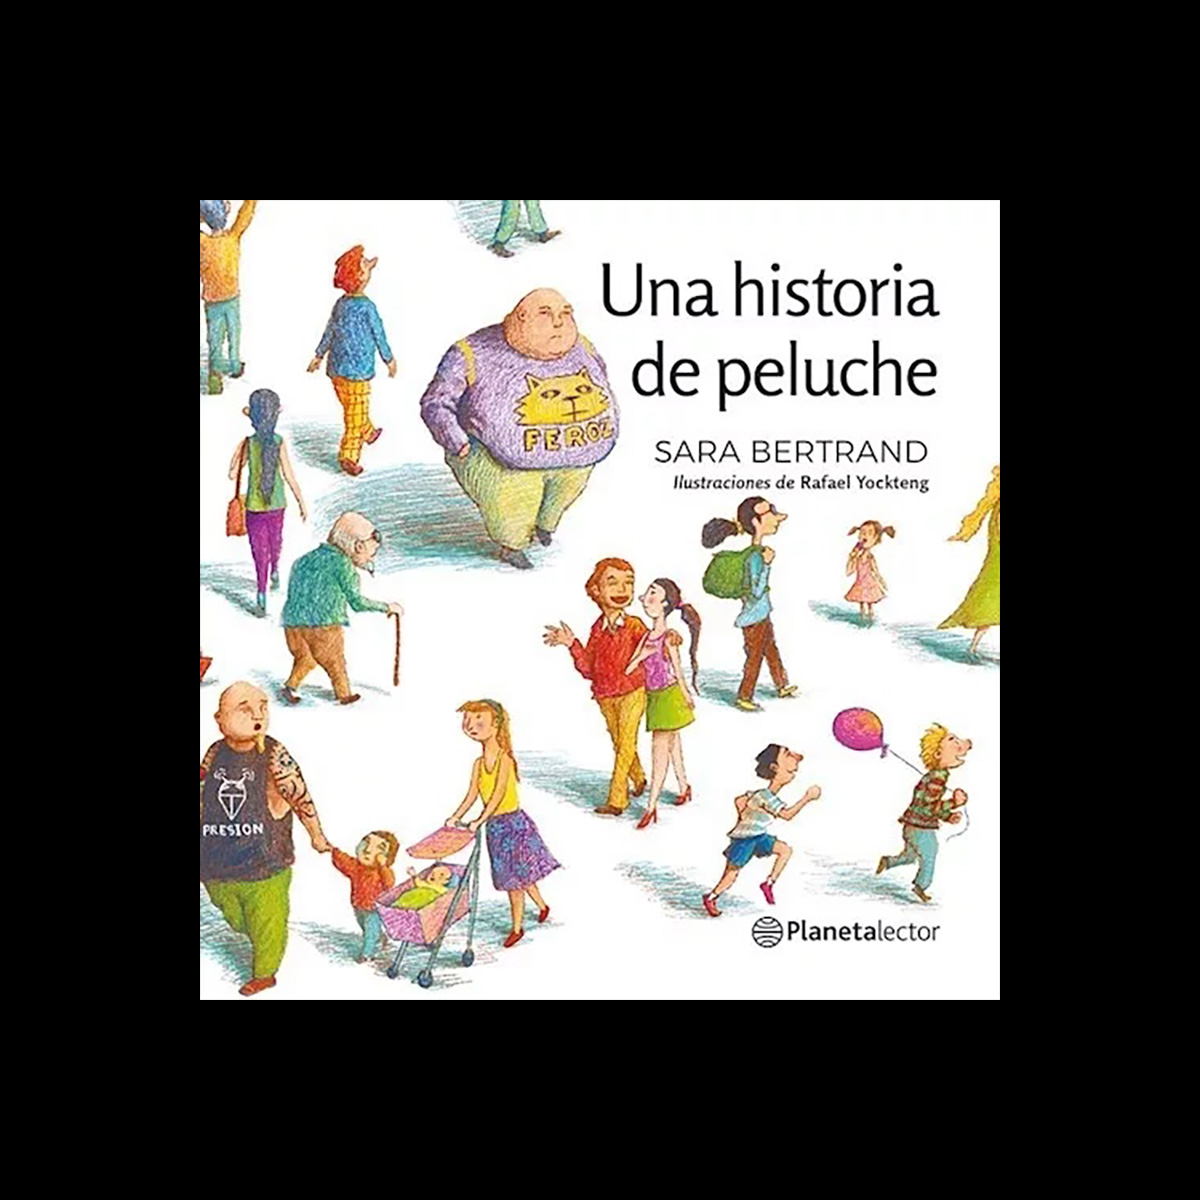 Una historia
de peluche
SARA BERTRAND
Ilustraciones de Rafael Yockteng
FEROZ
PRESION
Planetalector